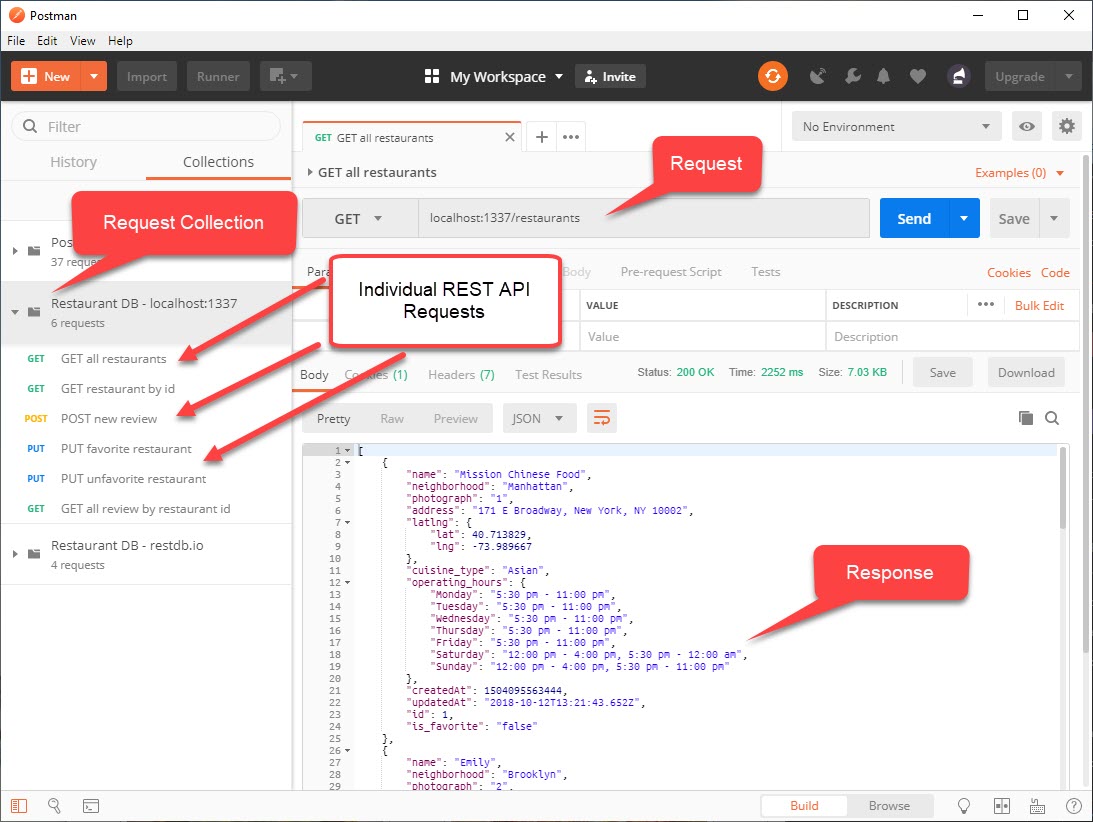 Postman
File Edit View Help
New Import Runner My Workspace Invite Upgrade
Filter
History Collections
Request Collection
37 requests
Restaurant DB - localhost:1337
6 requests
GET GET all restaurants
GET GET restaurant by id
POST POST new review
PUT PUT favorite restaurant
PUT PUT unfavorite restaurant
GET GET all review by restaurant id
Restaurant DB - restdb.io
4 requests
GET GET all restaurants
No Environment
GET all restaurants
Request
Examples (0)
GET localhost:1337/restaurants Send Save
Body Pre-request Script Tests Cookies Code
Individual REST API
Requests
VALUE DESCRIPTION ••• Bulk Edit
Value Description
Body (1) Headers (7) Test Results Status: 200 OK Time: 2252 ms Size: 7.03 KB Save Download
Pretty Raw Preview JSON
1 [
2 {
3 "name": "Mission Chinese Food",
4 "neighborhood": "Manhattan",
5 "photograph": "1",
6 "address": "171 E Broadway, New York, NY 10002",
7 "latlng": {
8 "lat": 40.713829,
9 "lng": -73.989667
10 },
11 "cuisine_type": "Asian",
12 "operating_hours": {
13 "Monday": "5:30 pm - 11:00 pm",
14 "Tuesday": "5:30 pm - 11:00 pm",
15 "Wednesday": "5:30 pm - 11:00 pm",
16 "Thursday": "5:30 pm - 11:00 pm",
17 "Friday": "5:30 pm - 11:00 pm",
18 "Saturday": "12:00 pm - 4:00 pm, 5:30 pm - 12:00 am",
19 "Sunday": "12:00 pm - 4:00 pm, 5:30 pm - 11:00 pm"
20 },
21 "createdAt": 1504095563444,
22 "updatedAt": "2018-10-12T13:21:43.652Z",
23 "id": 1,
24 "is_favorite": "false"
25 },
26 {
27 "name": "Emily",
28 "neighborhood": "Brooklyn",
29 "photograph": "2",
Response
Build Browse